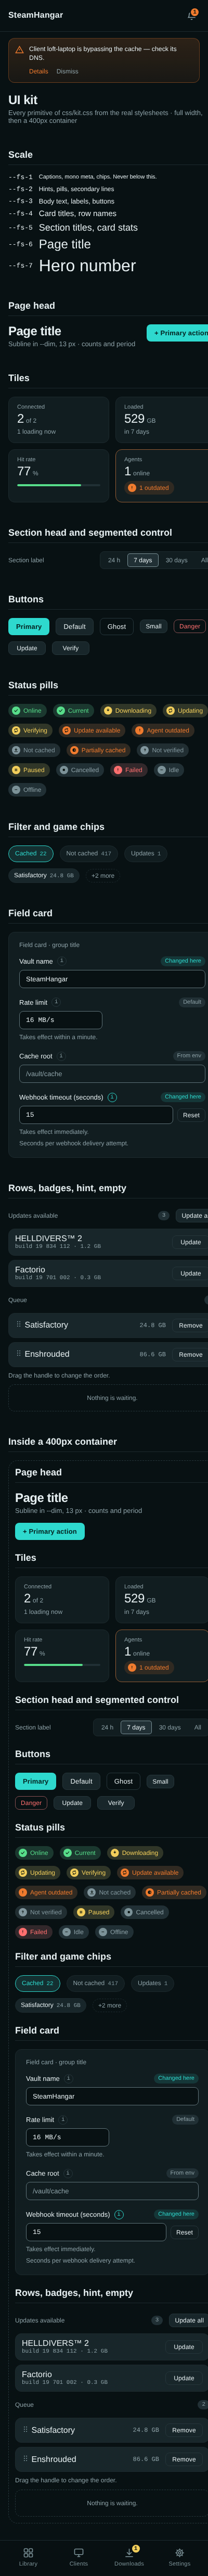 SteamHangar
1
Client loft-laptop is bypassing the cache — check its
DNS.
Details Dismiss
UI kit
Every primitive of css/kit.css from the real stylesheets · full width,
then a 400px container
Scale
--fs-1 Captions, mono meta, chips. Never below this.
--fs-2 Hints, pills, secondary lines
--fs-3 Body text, labels, buttons
--fs-4 Card titles, row names
--fs-5 Section titles, card stats
--fs-6 Page title
--fs-7 Hero number
Page head
Page title
+ Primary action
Subline in --dim, 13 px · counts and period
Tiles
Connected Loaded
2 of 2 529 GB
1 loading now in 7 days
Hit rate Agents
77 % 1 online
1 outdated
Section head and segmented control
Section label 24 h 7 days 30 days All
Buttons
Primary Default Ghost Small Danger
Update Verify
Status pills
Online Current Downloading Updating
Verifying Update available Agent outdated
Not cached Partially cached Not verified
Paused Cancelled Failed Idle
Offline
Filter and game chips
Cached 22 Not cached 417 Updates 1
Satisfactory 24.8 GB +2 more
Field card
Field card · group title
Vault name i Changed here
SteamHangar
Rate limit i Default
16 MB/s
Takes effect within a minute.
Cache root i From env
/vault/cache
Webhook timeout (seconds) i Changed here
15 Reset
Takes effect immediately.
Seconds per webhook delivery attempt.
Rows, badges, hint, empty
Updates available 3 Update a
HELLDIVERS™ 2 Update
build 19 834 112 · 1.2 GB
Factorio Update
build 19 701 002 · 0.3 GB
Queue
Satisfactory 24.8 GB Remove
Enshrouded 86.6 GB Remove
Drag the handle to change the order.
Nothing is waiting.
Inside a 400px container
Page head
Page title
Subline in --dim, 13 px · counts and period
+ Primary action
Tiles
Connected Loaded
2 of 2 529 GB
1 loading now in 7 days
Hit rate Agents
77 % 1 online
1 outdated
Section head and segmented control
Section label 24 h 7 days 30 days All
Buttons
Primary Default Ghost Small
Danger Update Verify
Status pills
Online Current Downloading
Updating Verifying Update available
Agent outdated Not cached Partially cached
Not verified Paused Cancelled
Failed Idle Offline
Filter and game chips
Cached 22 Not cached 417 Updates 1
Satisfactory 24.8 GB +2 more
Field card
Field card · group title
Vault name i Changed here
SteamHangar
Rate limit i Default
16 MB/s
Takes effect within a minute.
Cache root i From env
/vault/cache
Webhook timeout (seconds) i Changed here
15 Reset
Takes effect immediately.
Seconds per webhook delivery attempt.
Rows, badges, hint, empty
Updates available 3 Update all
HELLDIVERS™ 2 Update
build 19 834 112 · 1.2 GB
Factorio Update
build 19 701 002 · 0.3 GB
Queue 2
Satisfactory 24.8 GB Remove
Enshrouded 86.6 GB Remove
Drag the handle to change the order.
Nothing is waiting.
1
Library Clients Downloads Settings